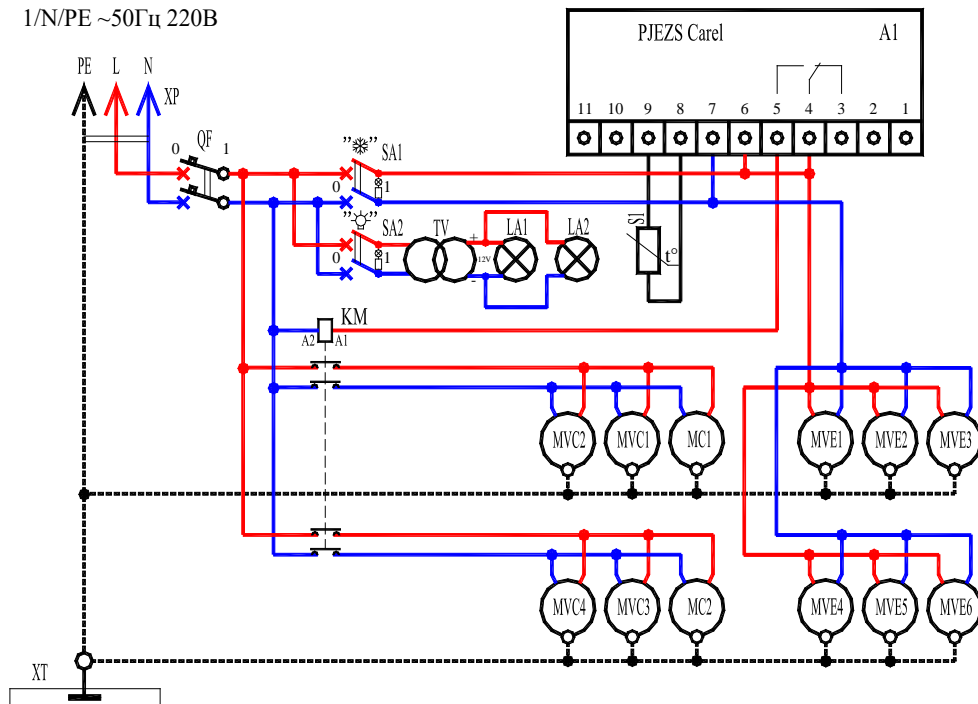 1/N/PE ~50Гц 220В
PJEZS Carel A1
PE L N
XP
11 10 9 8 7 6 5 4 3 2 1
0 QF 1
"❄" SA1
0 1
S1
t°
SA2 TV LA1 LA2
0 1
+
12V
-
KM
A2 A1
MVC2 MVC1 MC1 MVE1 MVE2 MVE3
MVC4 MVC3 MC2 MVE4 MVE5 MVE6
XT